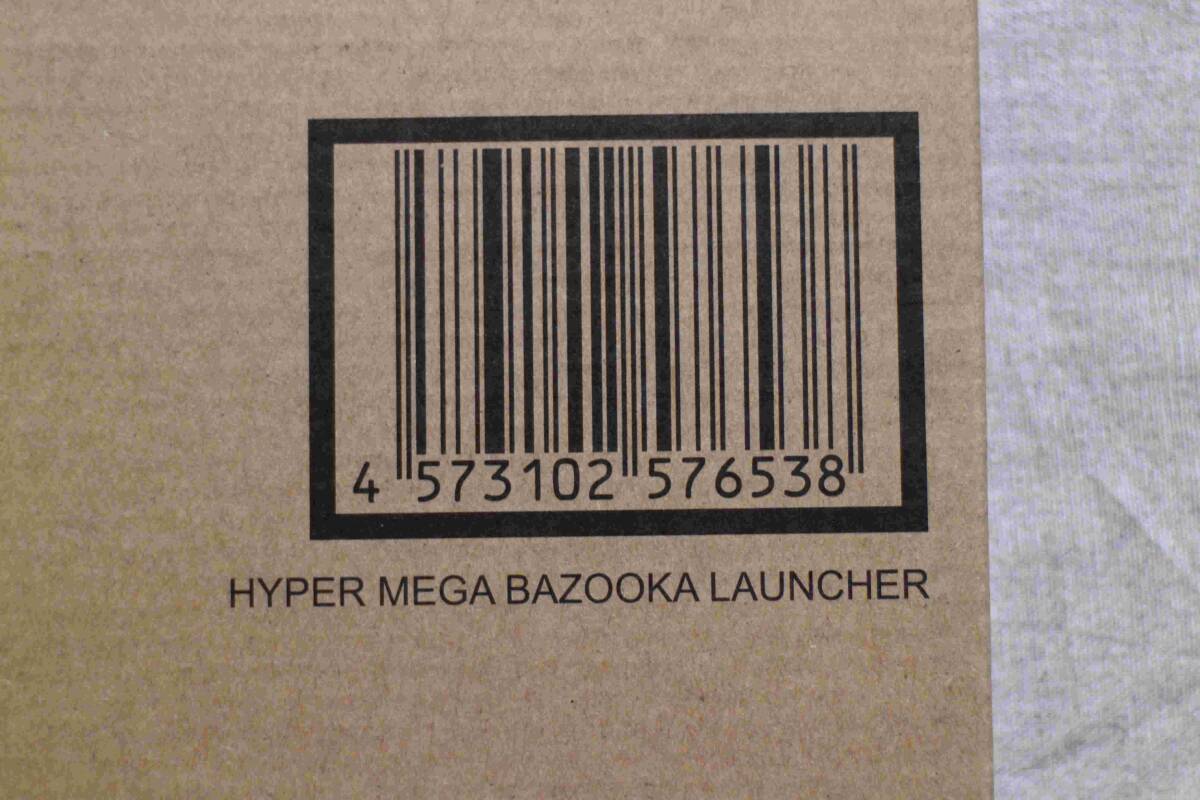 4 573102 576538
HYPER MEGA BAZOOKA LAUNCHER